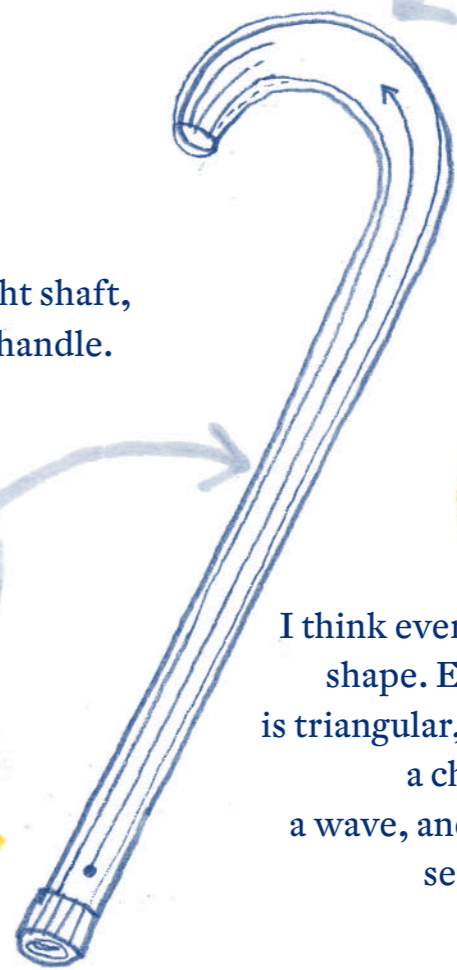 ht shaft,
handle.
I think ever
shape. E
is triangular,
a ch
a wave, and
se